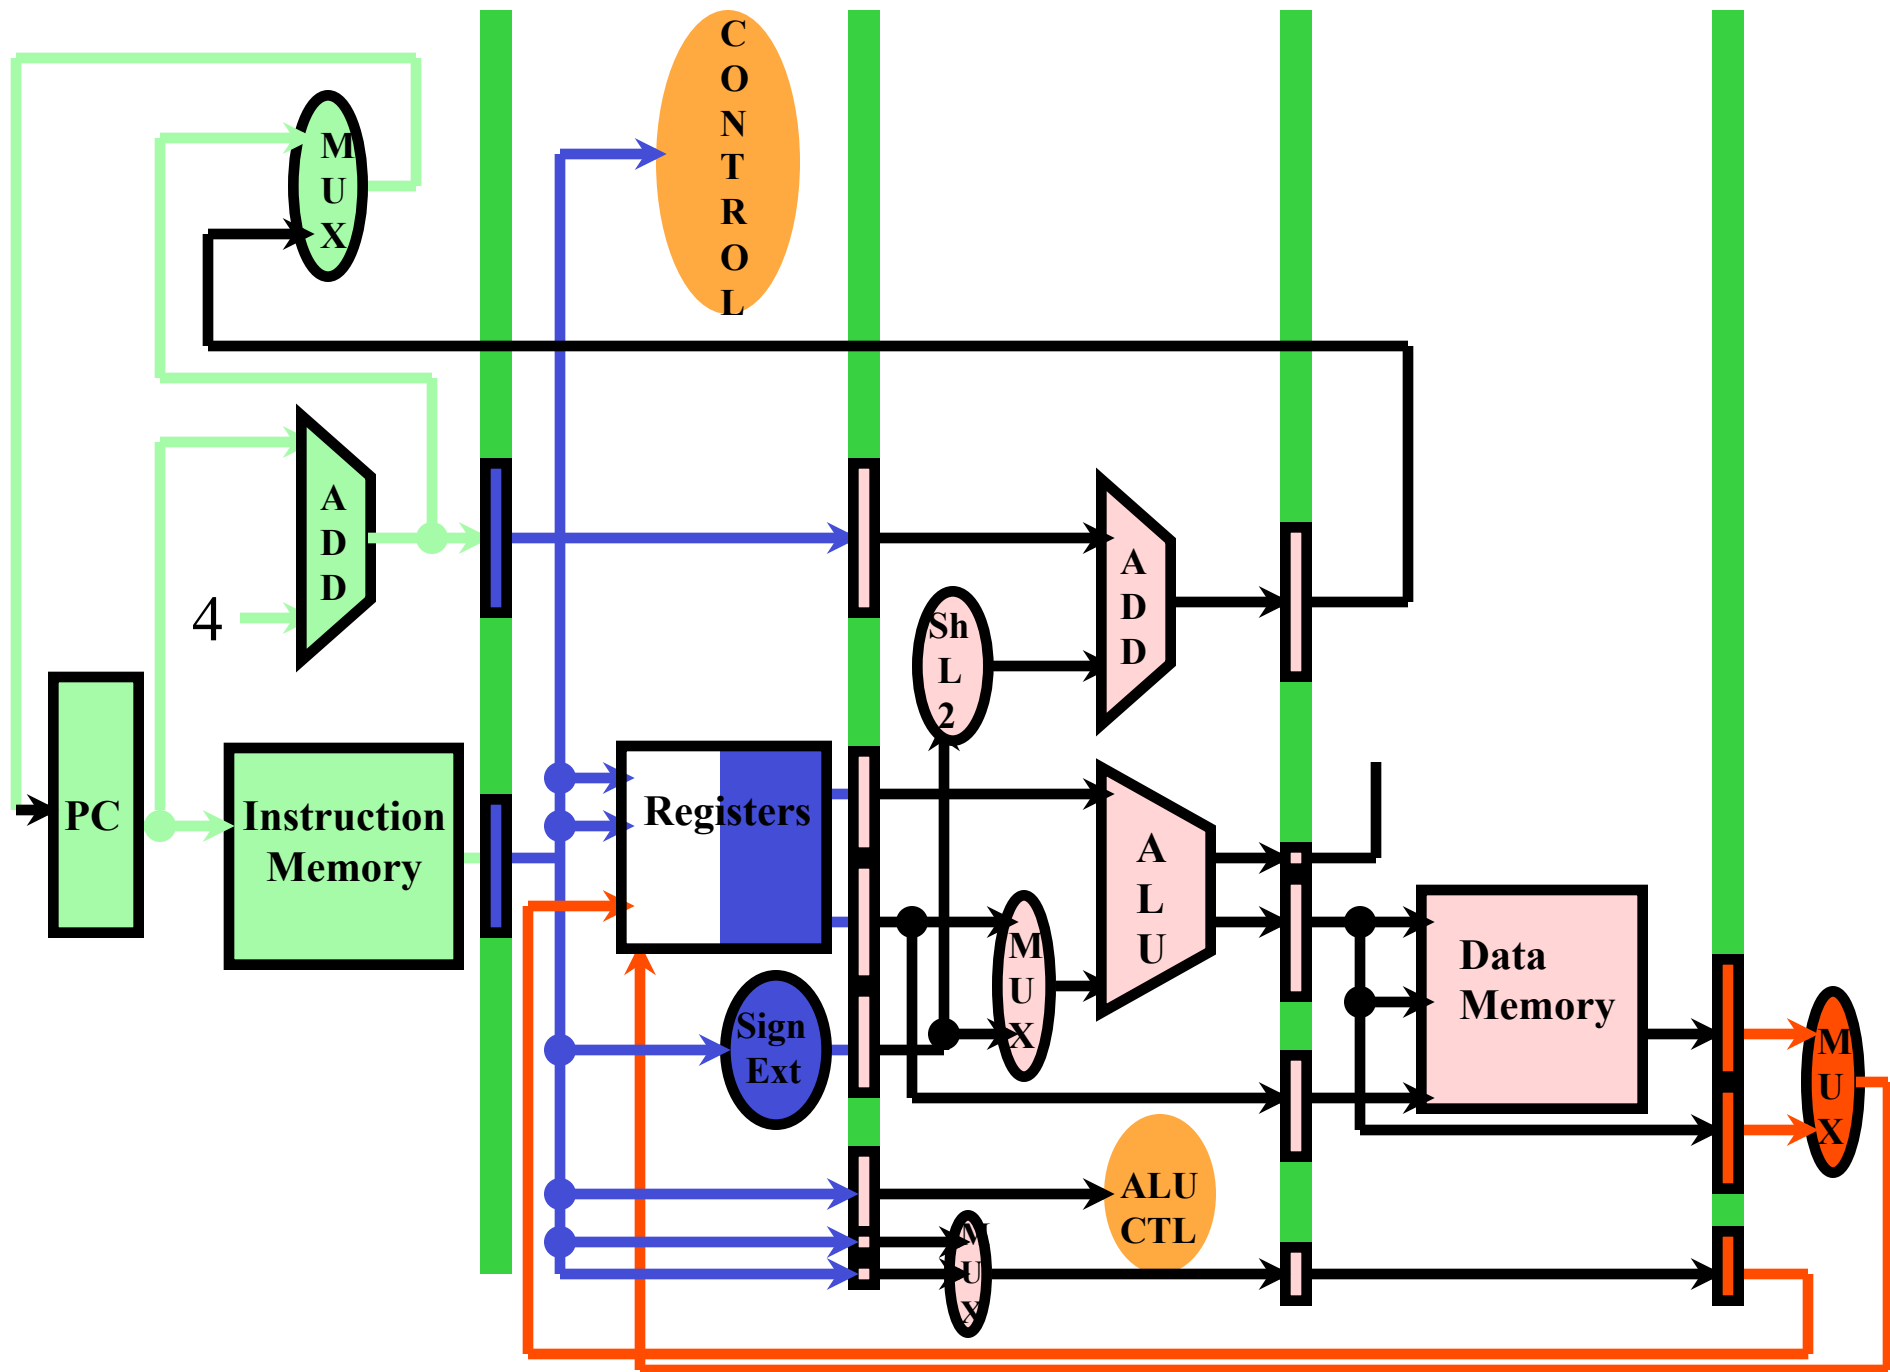 C
O
N
T
R
O
L
M
U
X
A
D
D
4
A
D
D
Sh
L
2
PC
Instruction
Memory
Registers
A
L
U
M
U
X
Data
Memory
Sign
Ext
M
U
X
ALU
CTL
M
U
X